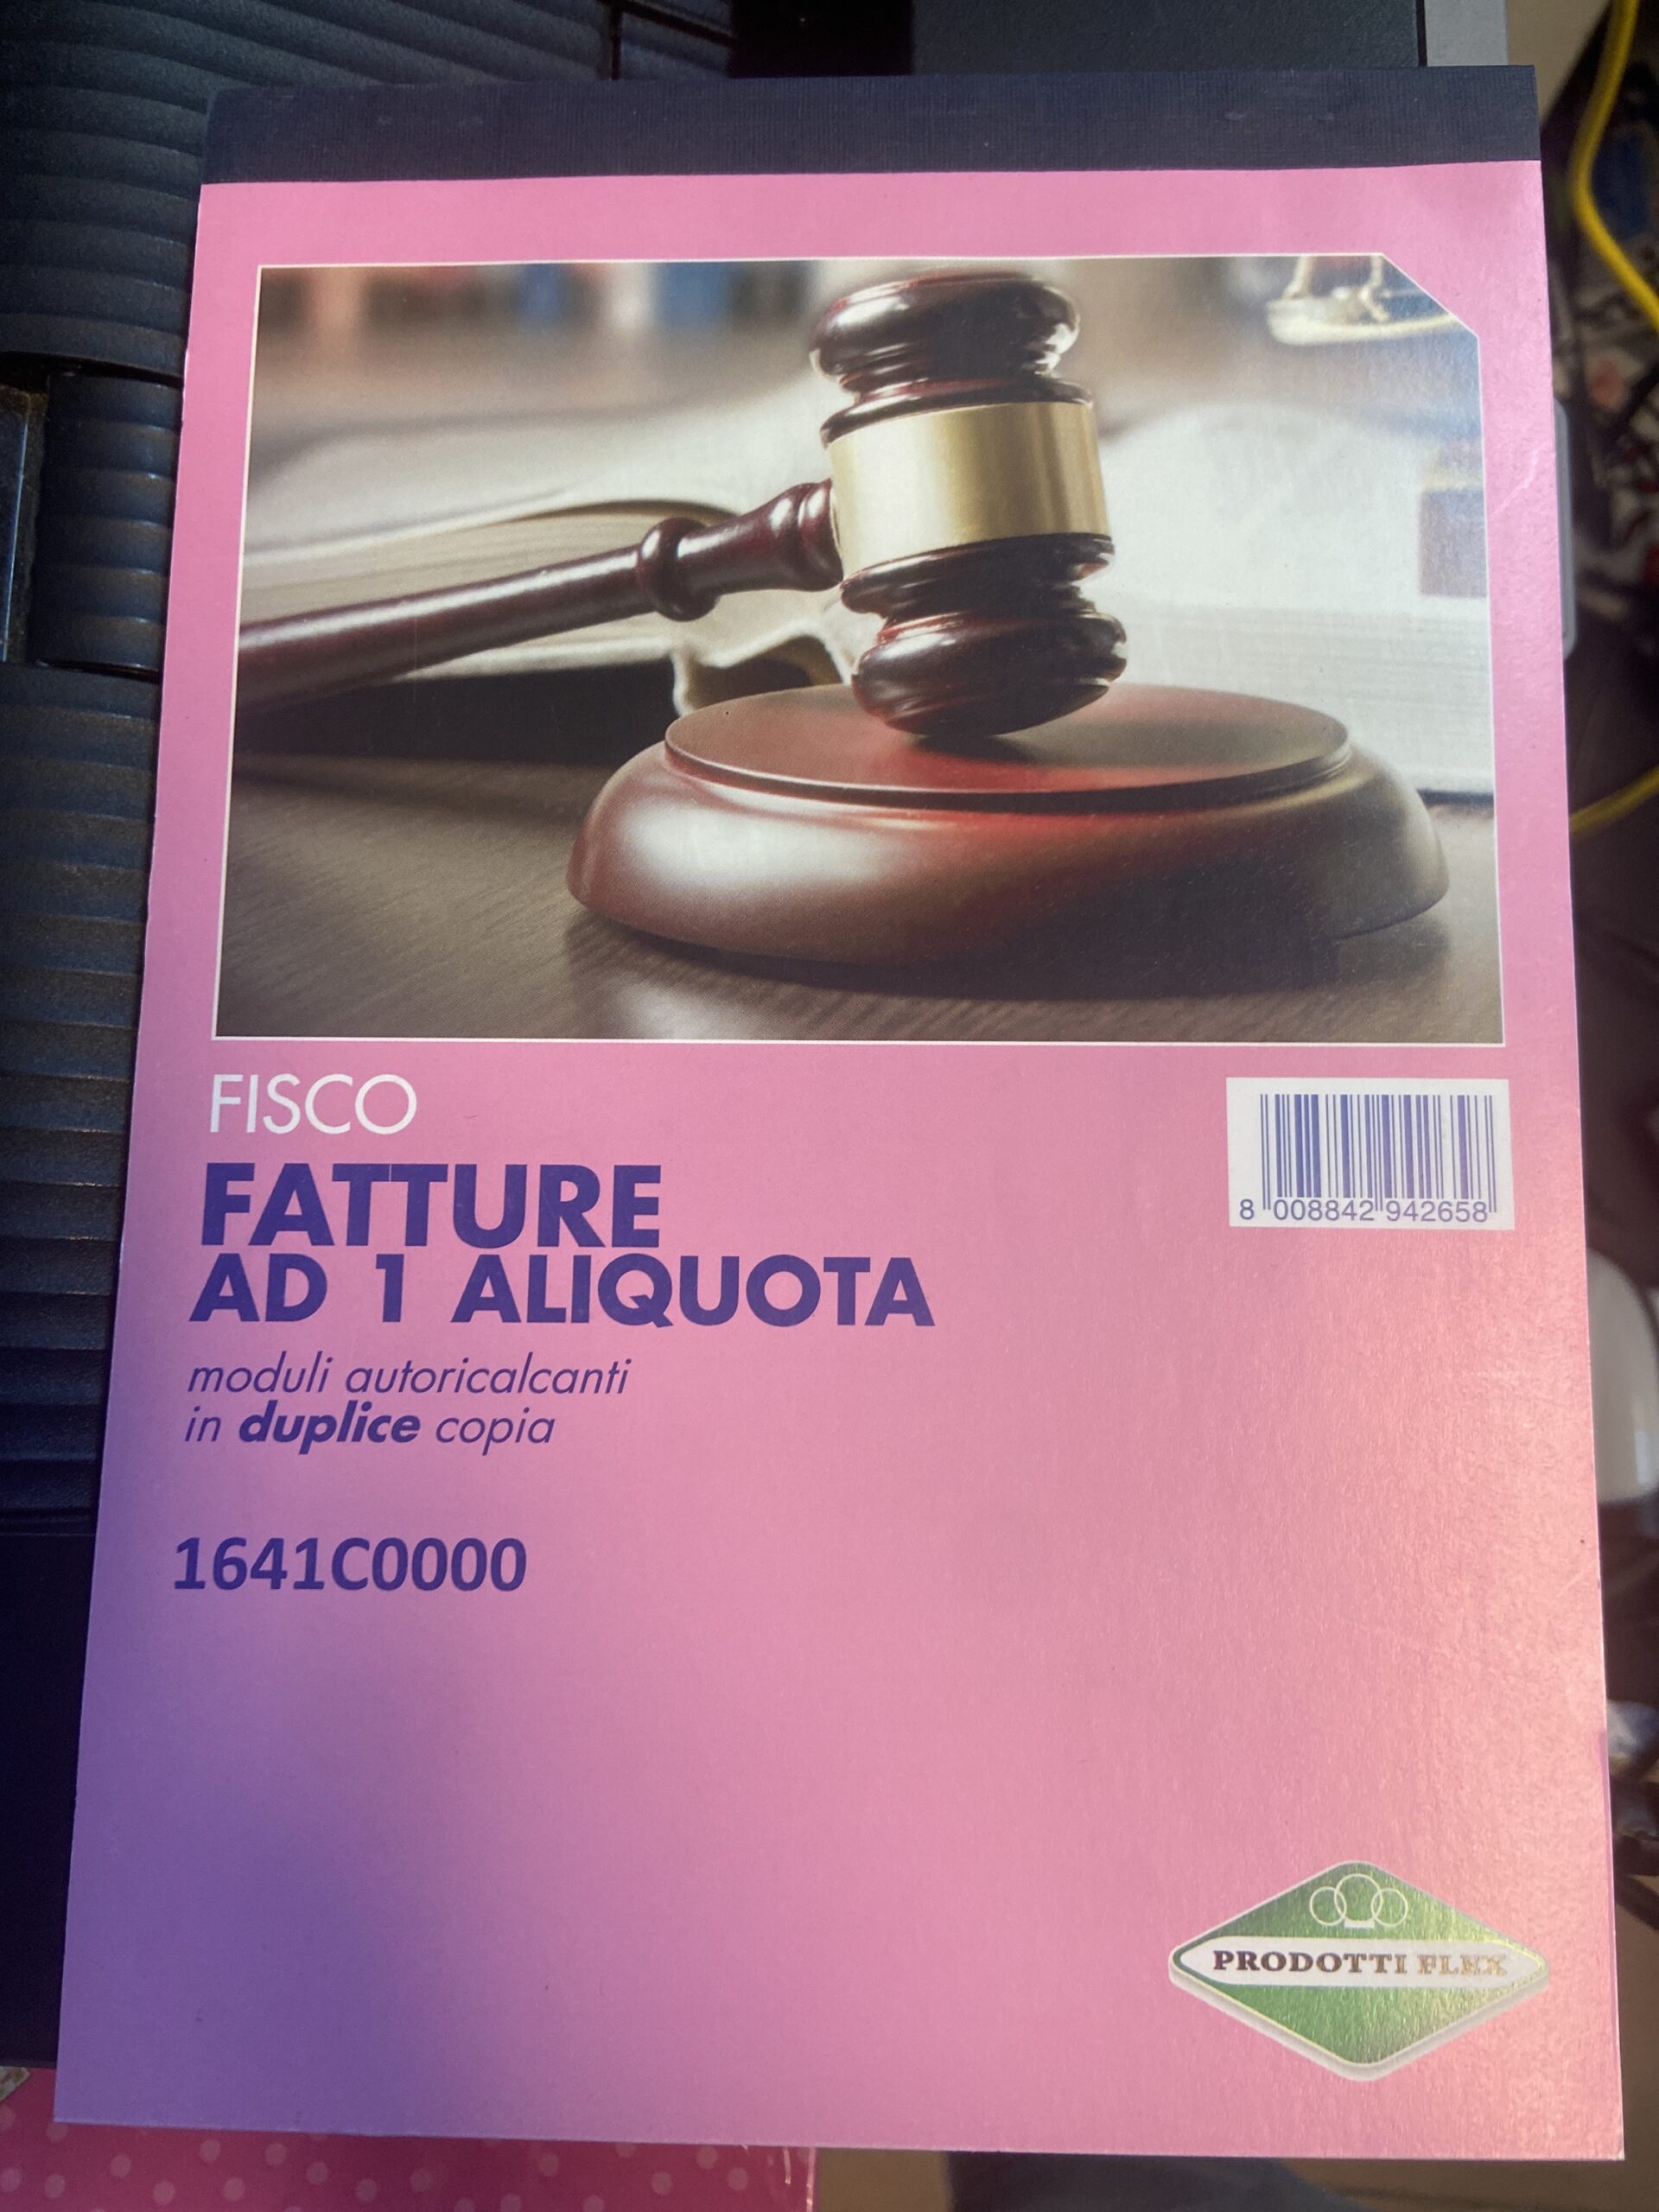 FISCO
FATTURE
AD 1 ALIQUOTA
moduli autoricalcanti
in duplice copia
1641C0000
8 008842 942658
PRODOTTI FLEX